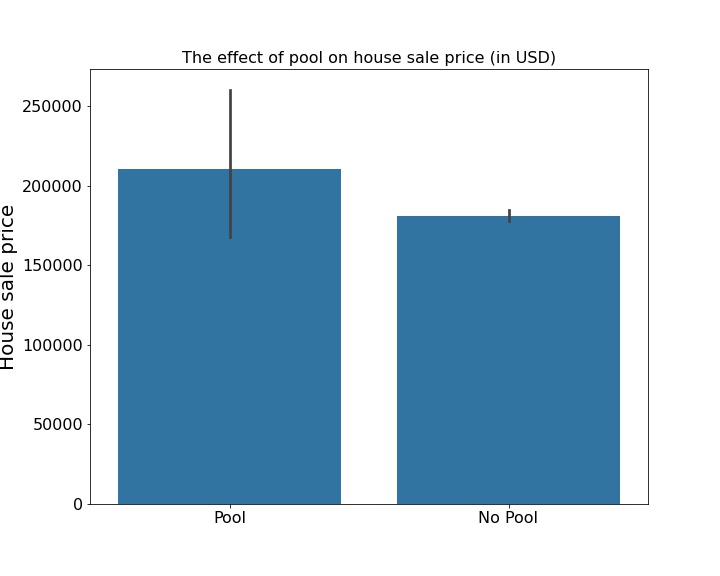 The effect of pool on house sale price (in USD)
House sale price
250000
200000
150000
100000
50000
0
Pool
No Pool